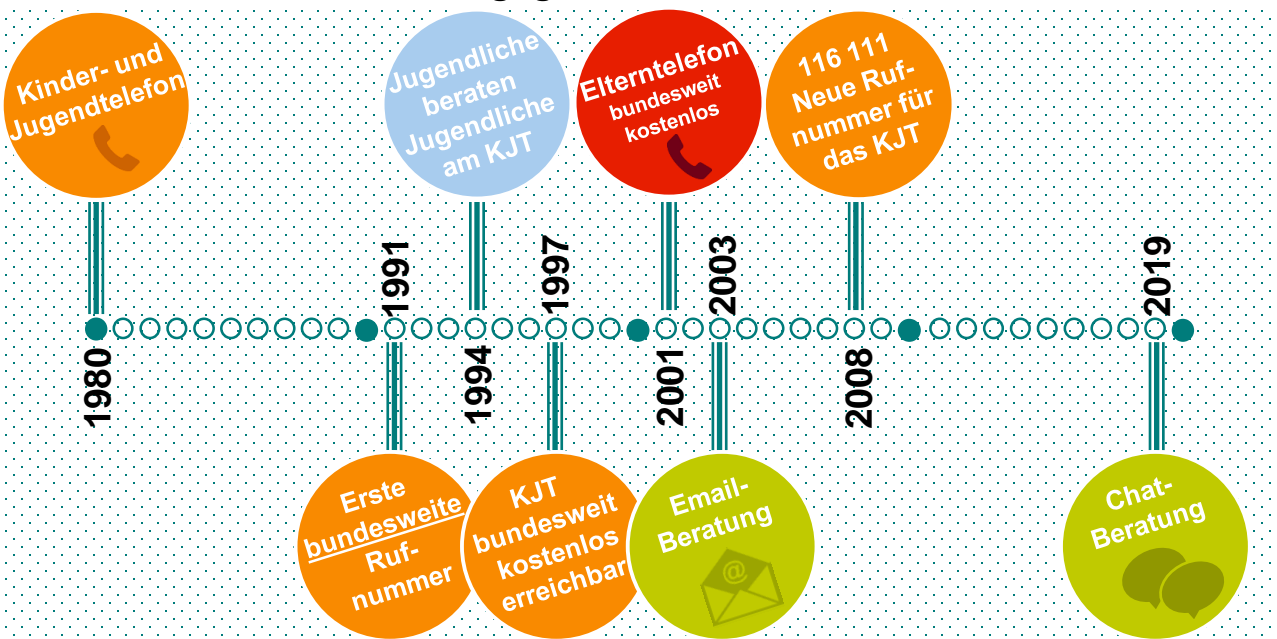 Kinder- und
Jugendtelefon
Jugendliche
beraten
Jugendliche
am KJT
Elterntelefon
bundesweit
kostenlos
116 111
Neue Ruf-
nummer für
das KJT
1980
1991
1994
1997
2001
2003
2008
2019
Erste
bundesweite
Ruf-
nummer
KJT
bundesweit
kostenlos
erreichbar
Email-
Beratung
@
Chat-
Beratung